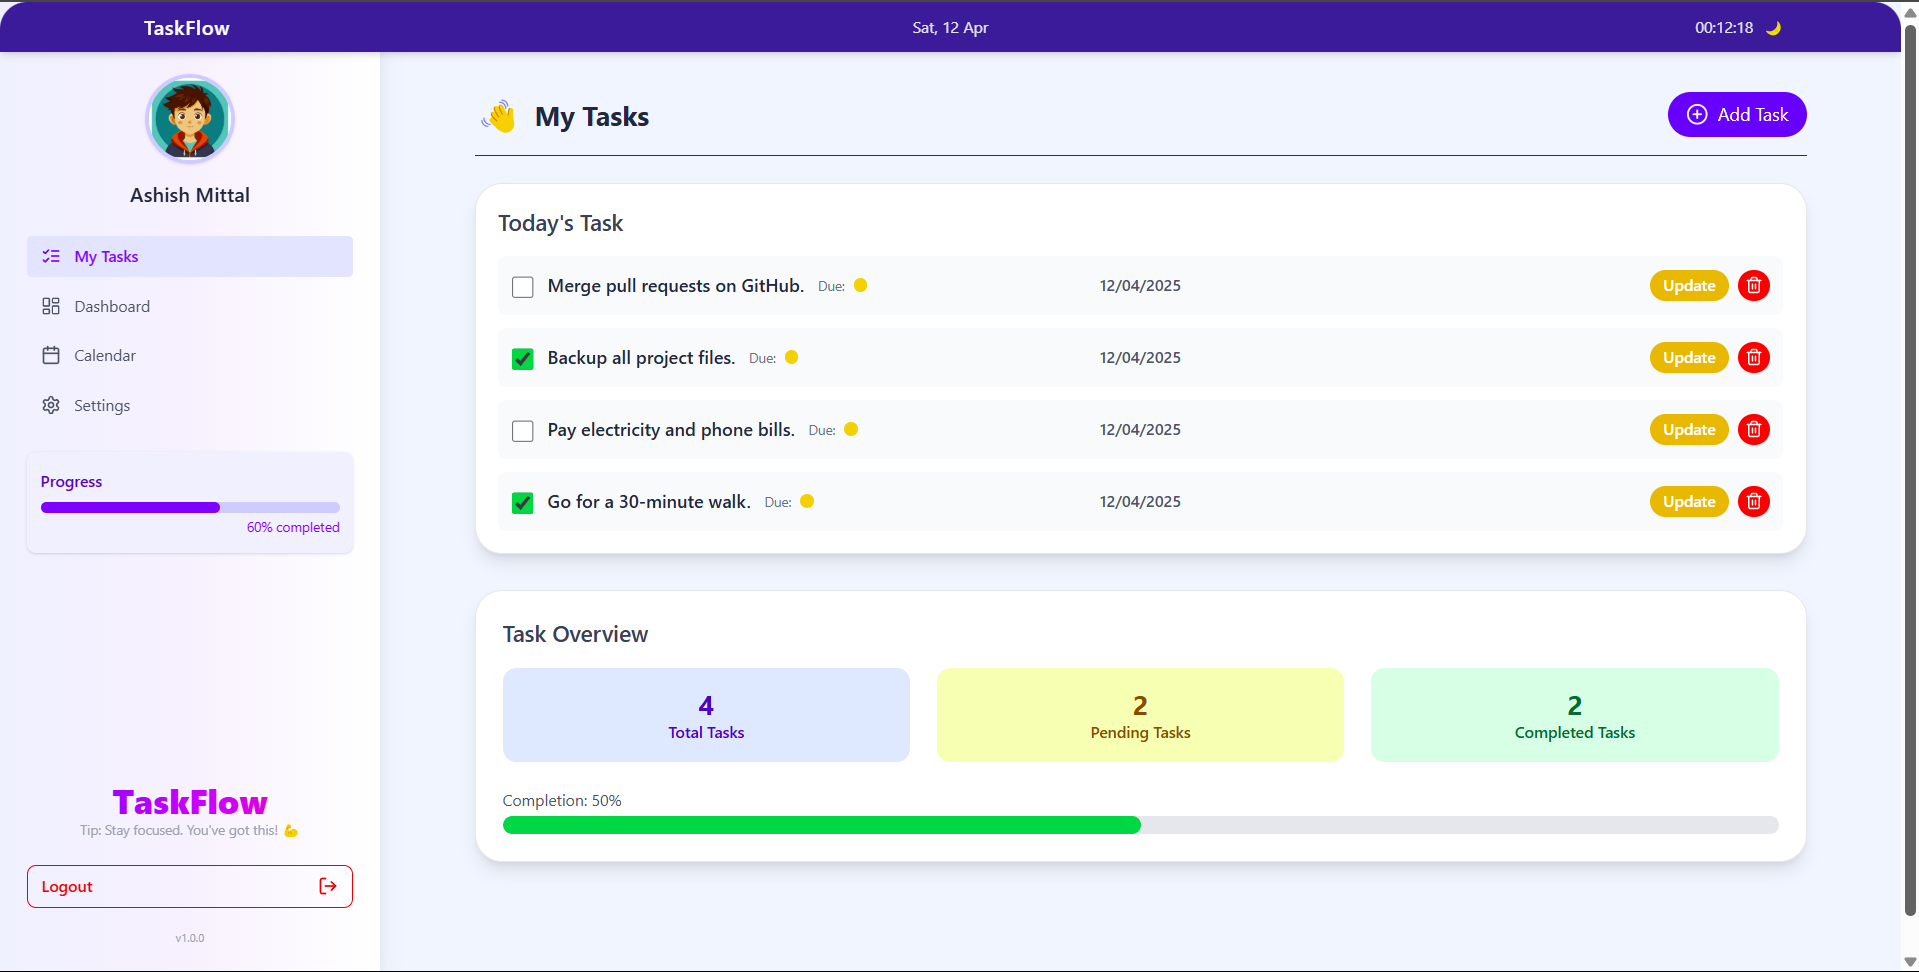 TaskFlow
Sat, 12 Apr
00:12:18
Ashish Mittal
My Tasks
Dashboard
Calendar
Settings
Progress
60% completed
TaskFlow
Tip: Stay focused. You've got this! 💪
Logout
v1.0.0
👋 My Tasks
Add Task
Today's Task
Merge pull requests on GitHub. Due: 12/04/2025 Update
Backup all project files. Due: 12/04/2025 Update
Pay electricity and phone bills. Due: 12/04/2025 Update
Go for a 30-minute walk. Due: 12/04/2025 Update
Task Overview
4
Total Tasks
2
Pending Tasks
2
Completed Tasks
Completion: 50%